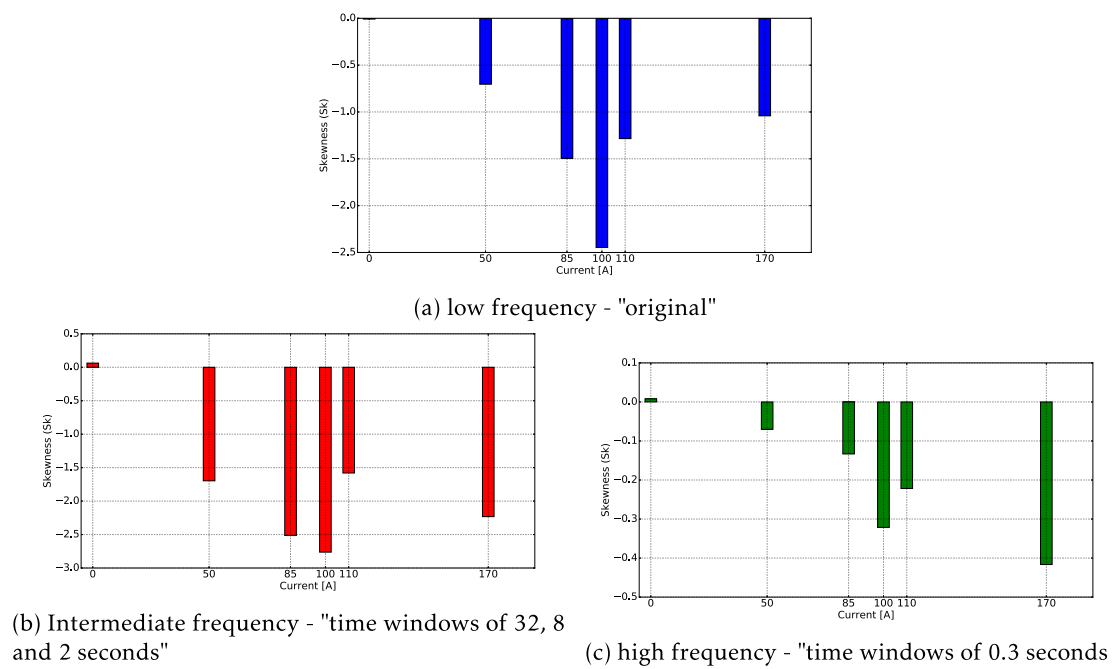 0.0
−0.5
−1.0
−1.5
−2.0
−2.5
Skewness (Sk)
0 50 85 100 110 170
Current [A]
(a) low frequency - "original"
0.5
0.0
−0.5
−1.0
−1.5
−2.0
−2.5
−3.0
Skewness (Sk)
0 50 85 100 110 170
Current [A]
(b) Intermediate frequency - "time windows of 32, 8
and 2 seconds"
0.1
0.0
−0.1
−0.2
−0.3
−0.4
−0.5
Skewness (Sk)
0 50 85 100 110 170
Current [A]
(c) high frequency - "time windows of 0.3 seconds